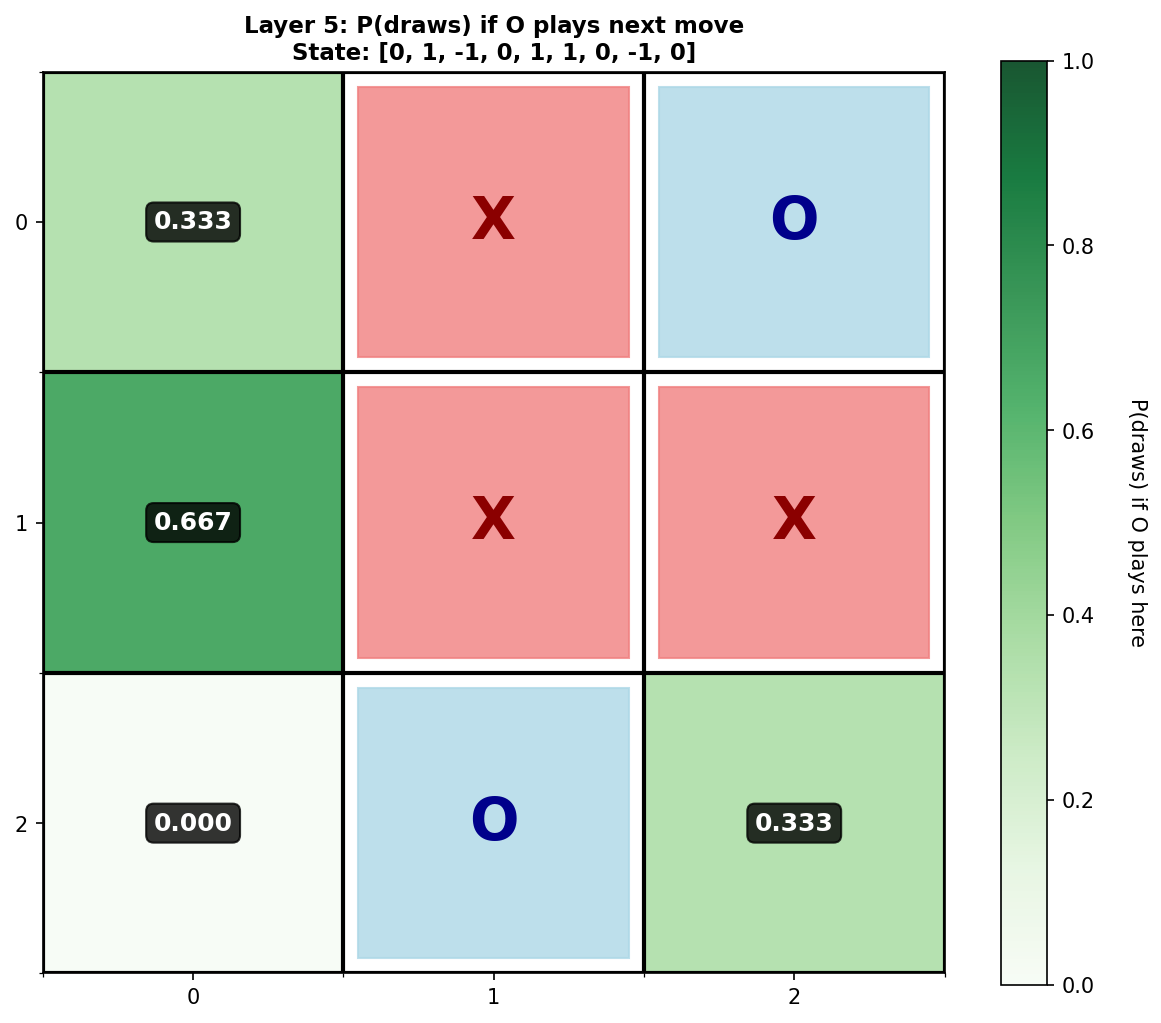 Layer 5: P(draws) if O plays next move
State: [0, 1, -1, 0, 1, 1, 0, -1, 0]
0
0.333
X
O
1
0.667
X
X
2
0.000
O
0.333
0
1
2
1.0
0.8
0.6
0.4
0.2
0.0
P(draws) if O plays here